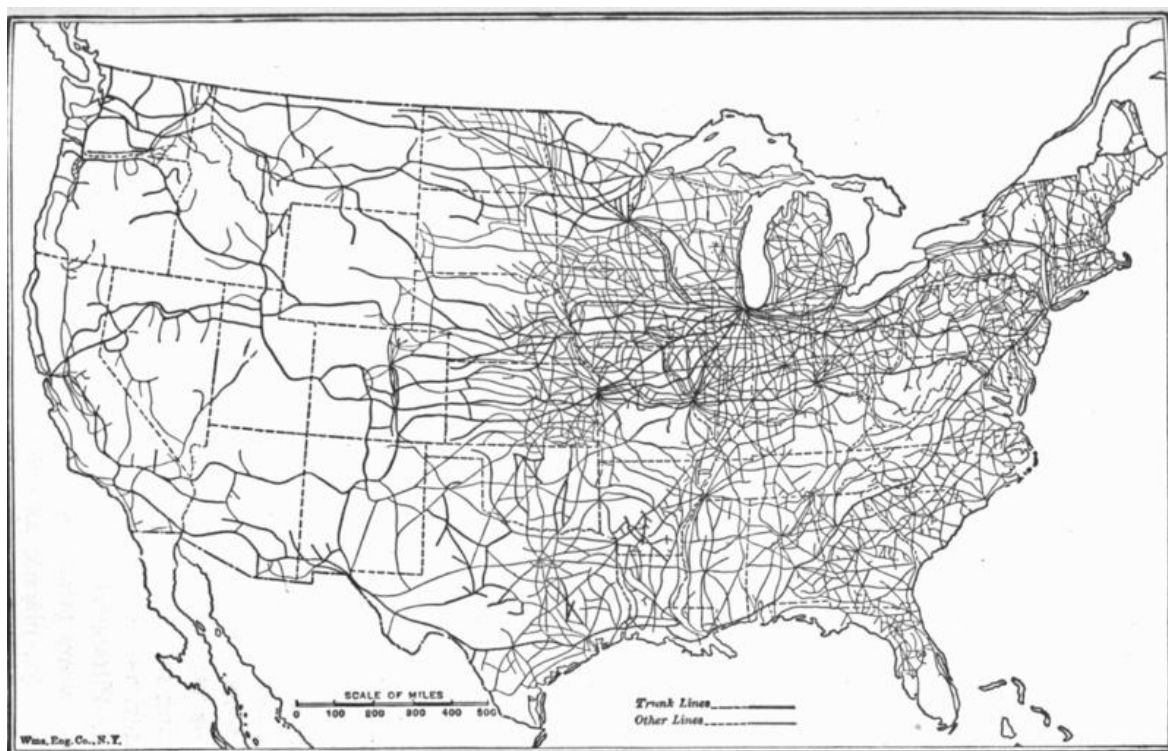 SCALE OF MILES
0 100 200 300 400 500
Trunk Lines
Other Lines
Wms. Eng. Co., N.Y.